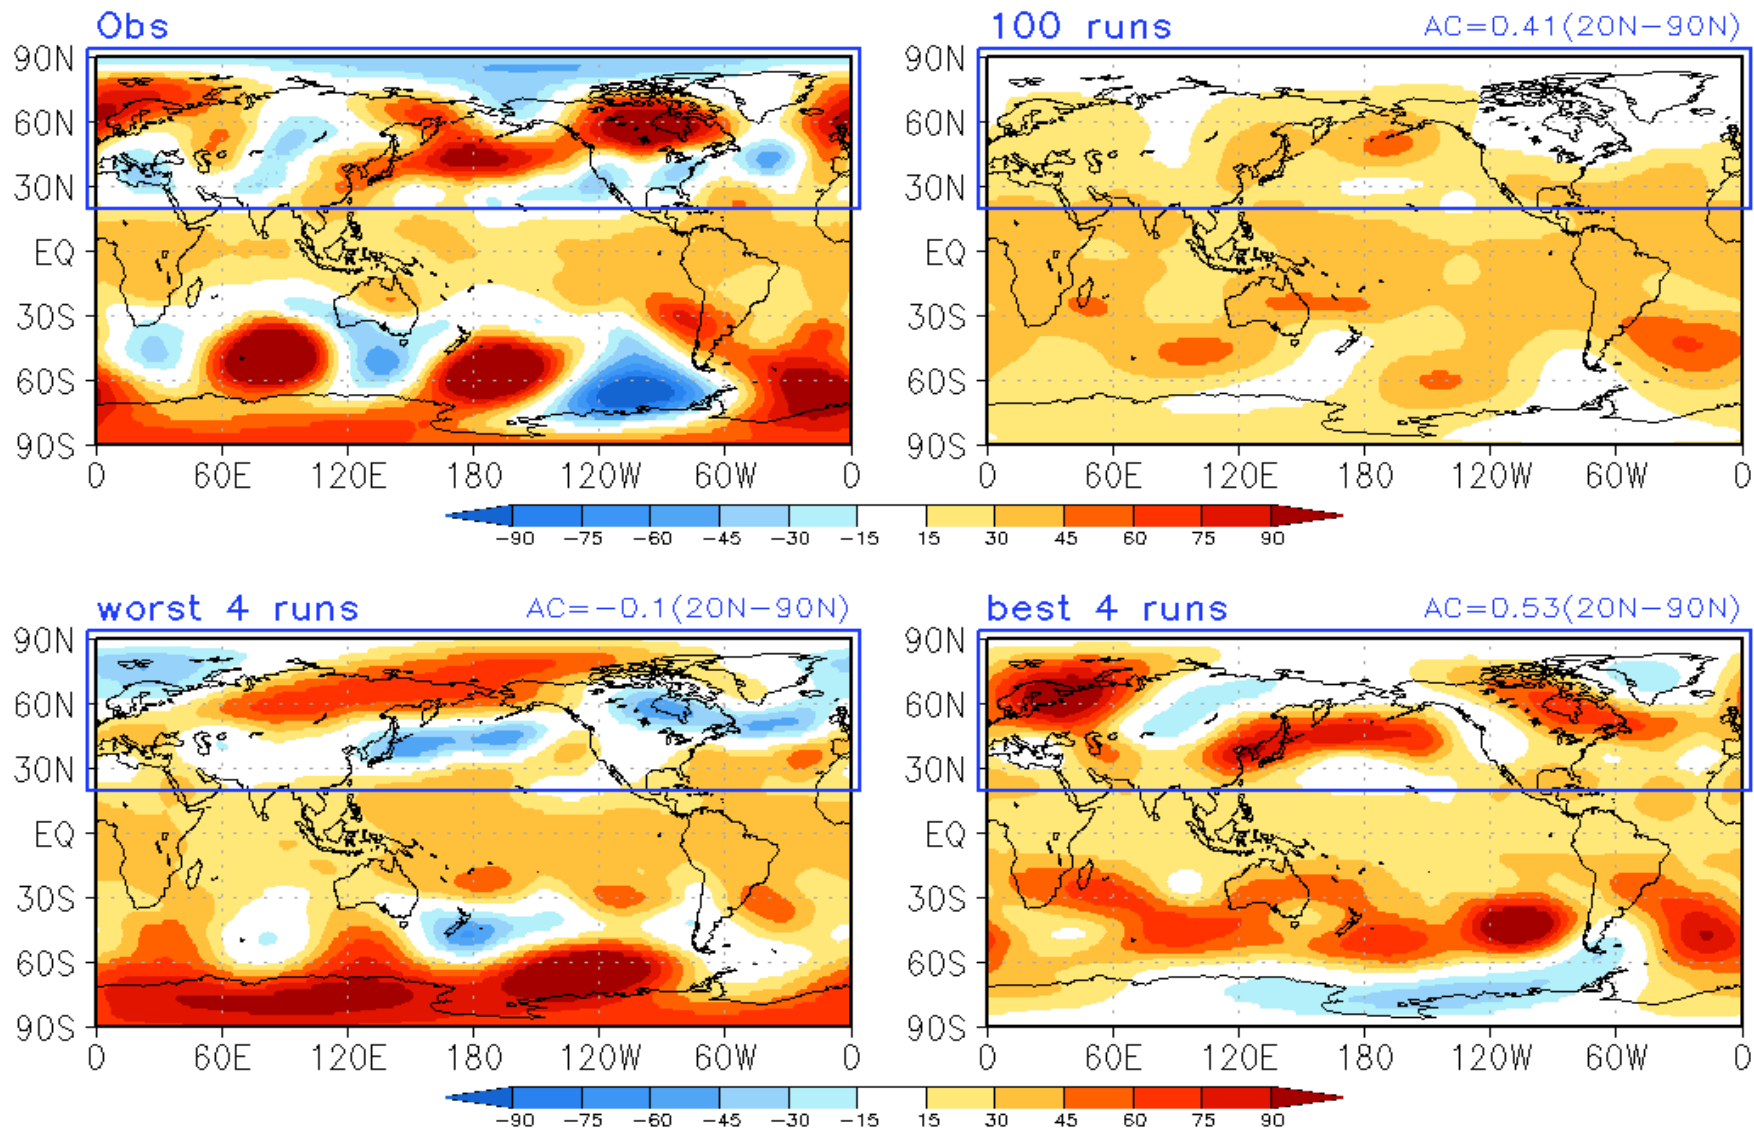 Obs
90N
60N
30N
EQ
30S
60S
90S
0 60E 120E 180 120W 60W 0
100 runs AC=0.41(20N-90N)
90N
60N
30N
EQ
30S
60S
90S
0 60E 120E 180 120W 60W 0
-90 -75 -60 -45 -30 -15 15 30 45 60 75 90
worst 4 runs AC=-0.1(20N-90N)
90N
60N
30N
EQ
30S
60S
90S
0 60E 120E 180 120W 60W 0
best 4 runs AC=0.53(20N-90N)
90N
60N
30N
EQ
30S
60S
90S
0 60E 120E 180 120W 60W 0
-90 -75 -60 -45 -30 -15 15 30 45 60 75 90